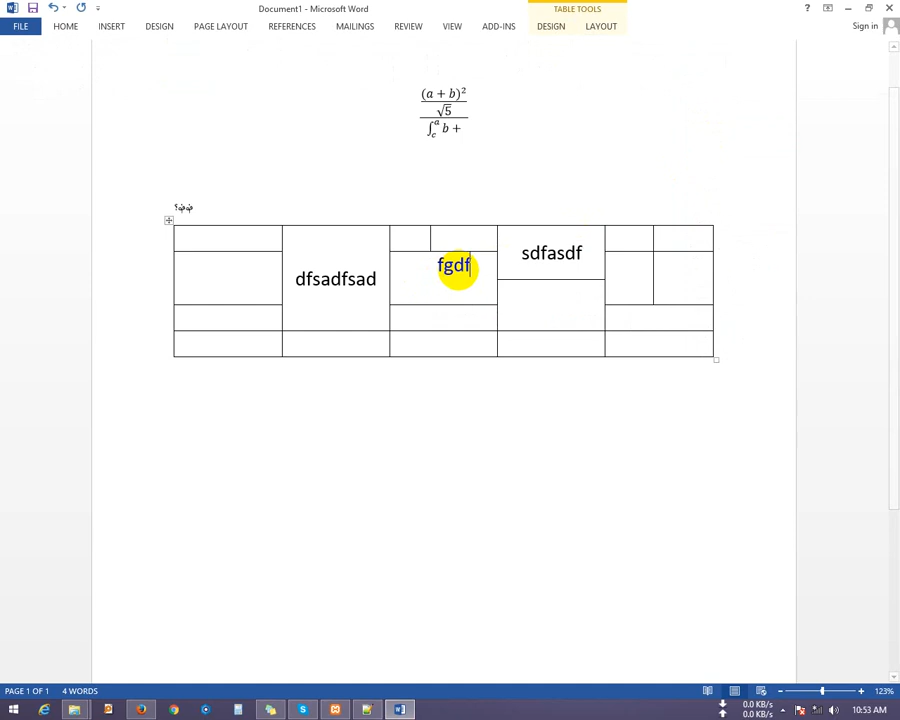 Document1 - Microsoft Word
TABLE TOOLS
?
FILE
HOME
INSERT
DESIGN
PAGE LAYOUT
REFERENCES
MAILINGS
REVIEW
VIEW
ADD-INS
DESIGN
LAYOUT
Sign in
(a + b)²
√5
∫ₐᶜ b +
dfsadfsad
fgdf
sdfasdf
PAGE 1 OF 1
4 WORDS
123%
0.0 KB/s
0.0 KB/s
10:53 AM